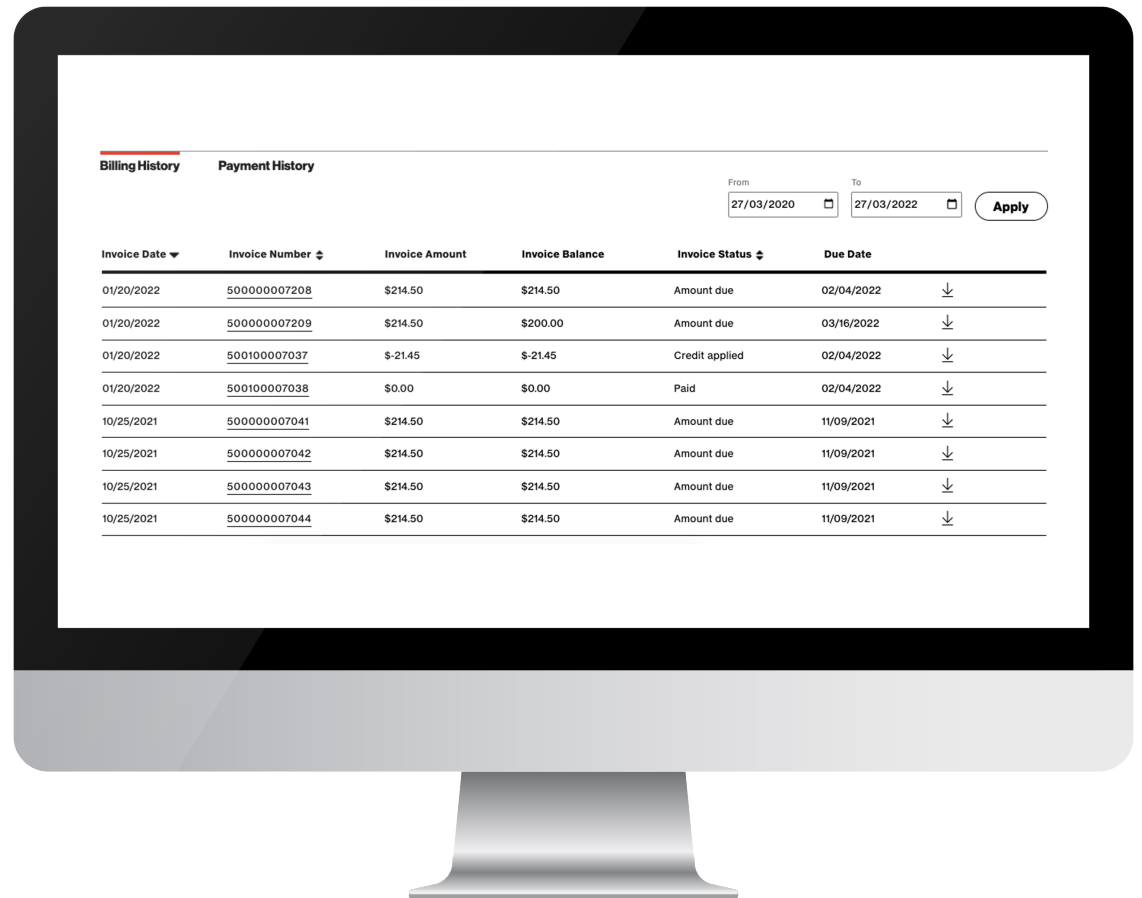 Billing History Payment History
From To
27/03/2020 27/03/2022 Apply
Invoice Date Invoice Number Invoice Amount Invoice Balance Invoice Status Due Date
01/20/2022 500000007208 $214.50 $214.50 Amount due 02/04/2022
01/20/2022 500000007209 $214.50 $200.00 Amount due 03/16/2022
01/20/2022 500100007037 $-21.45 $-21.45 Credit applied 02/04/2022
01/20/2022 500100007038 $0.00 $0.00 Paid 02/04/2022
10/25/2021 500000007041 $214.50 $214.50 Amount due 11/09/2021
10/25/2021 500000007042 $214.50 $214.50 Amount due 11/09/2021
10/25/2021 500000007043 $214.50 $214.50 Amount due 11/09/2021
10/25/2021 500000007044 $214.50 $214.50 Amount due 11/09/2021